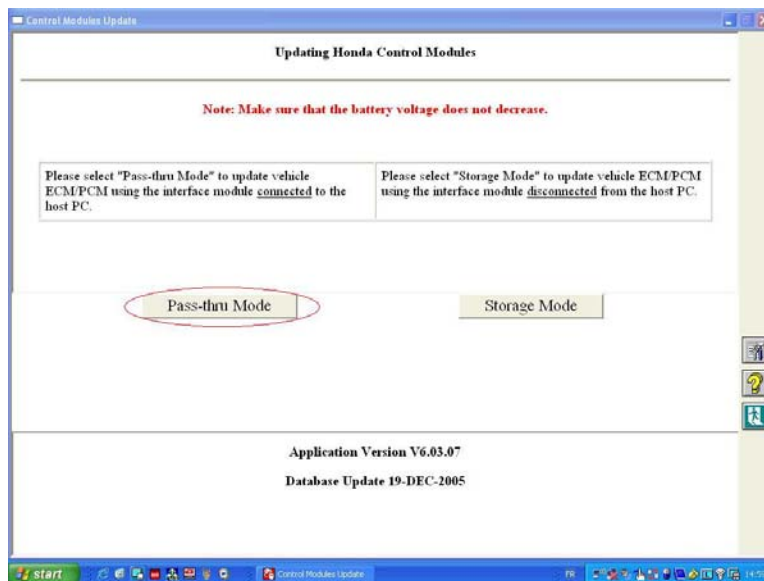 Control Modules Update
Updating Honda Control Modules
Note: Make sure that the battery voltage does not decrease.
Please select "Pass-thru Mode" to update vehicle
ECM/PCM using the interface module connected to the
host PC.
Please select "Storage Mode" to update vehicle ECM/PCM
using the interface module disconnected from the host PC.
Pass-thru Mode
Storage Mode
Application Version V6.03.07
Database Update 19-DEC-2005
start
Control Modules Update
FR